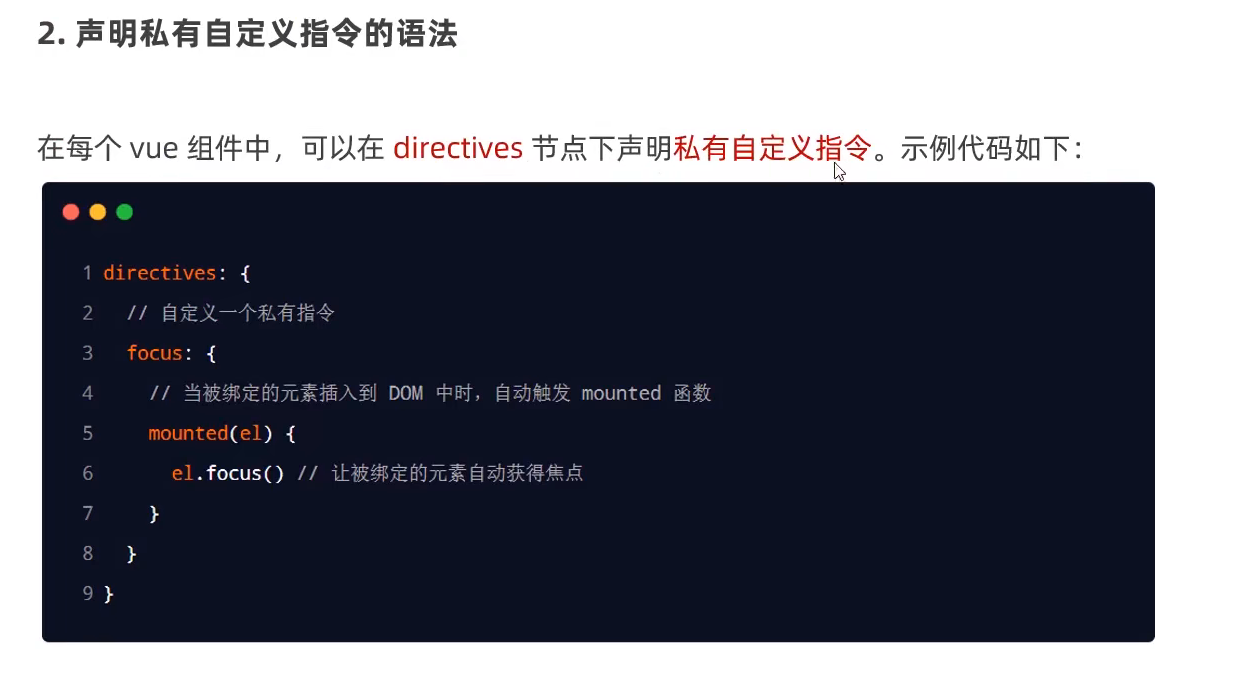 2. 声明私有自定义指令的语法
在每个 vue 组件中，可以在 directives 节点下声明私有自定义指令。示例代码如下：
1 directives: {
2   // 自定义一个私有指令
3   focus: {
4     // 当被绑定的元素插入到 DOM 中时，自动触发 mounted 函数
5     mounted(el) {
6       el.focus() // 让被绑定的元素自动获得焦点
7     }
8   }
9 }